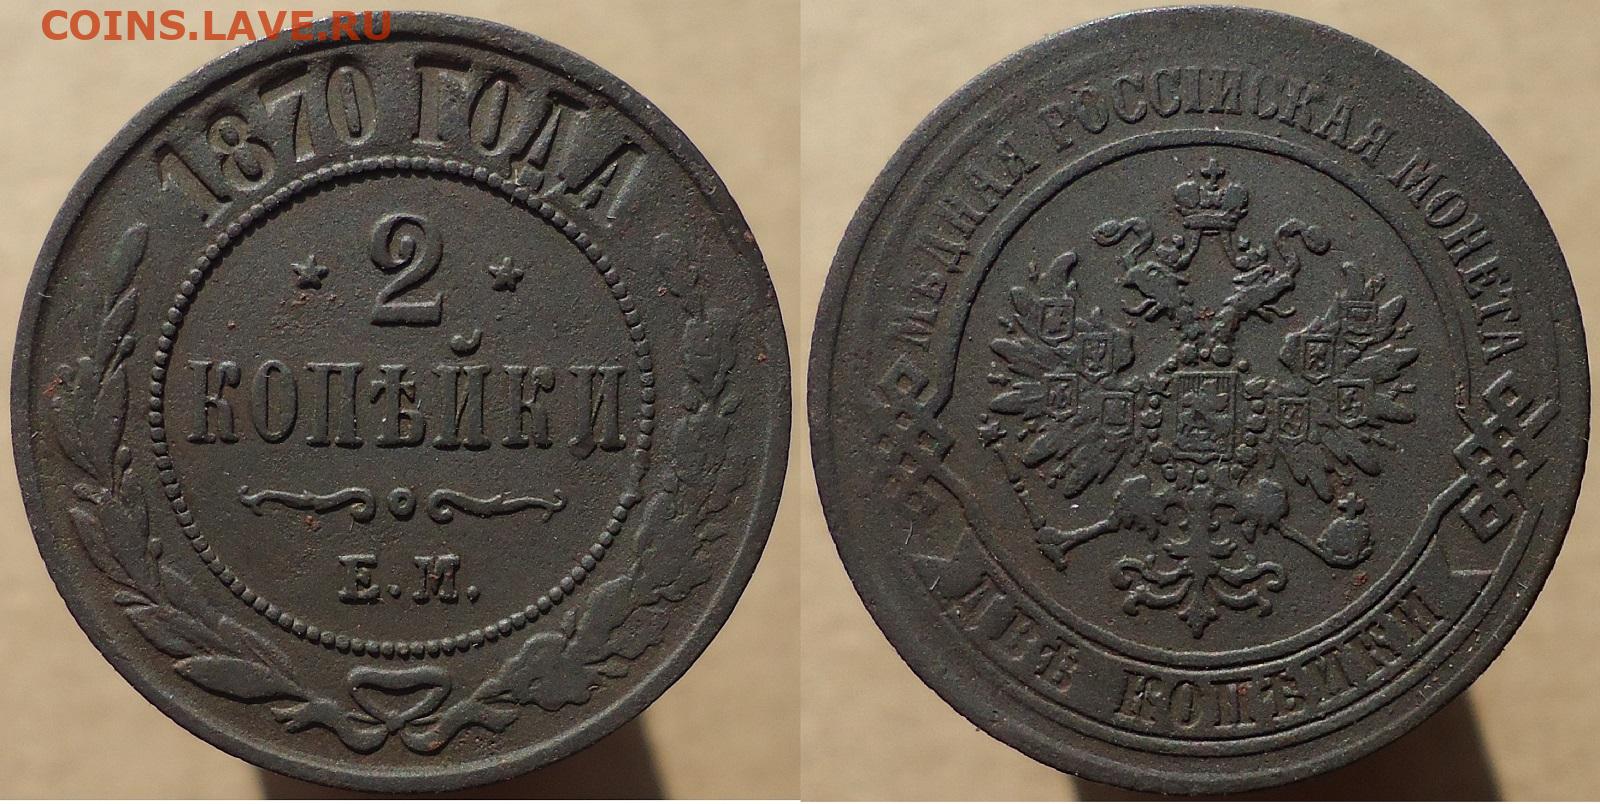 COINS.LAVE.RU
1870 ГОДА
2
КОПѢЙКИ
Е.М.
МѢДНАЯ РОССІЙСКАЯ МОНЕТА
ДВѢ КОПѢЙКИ